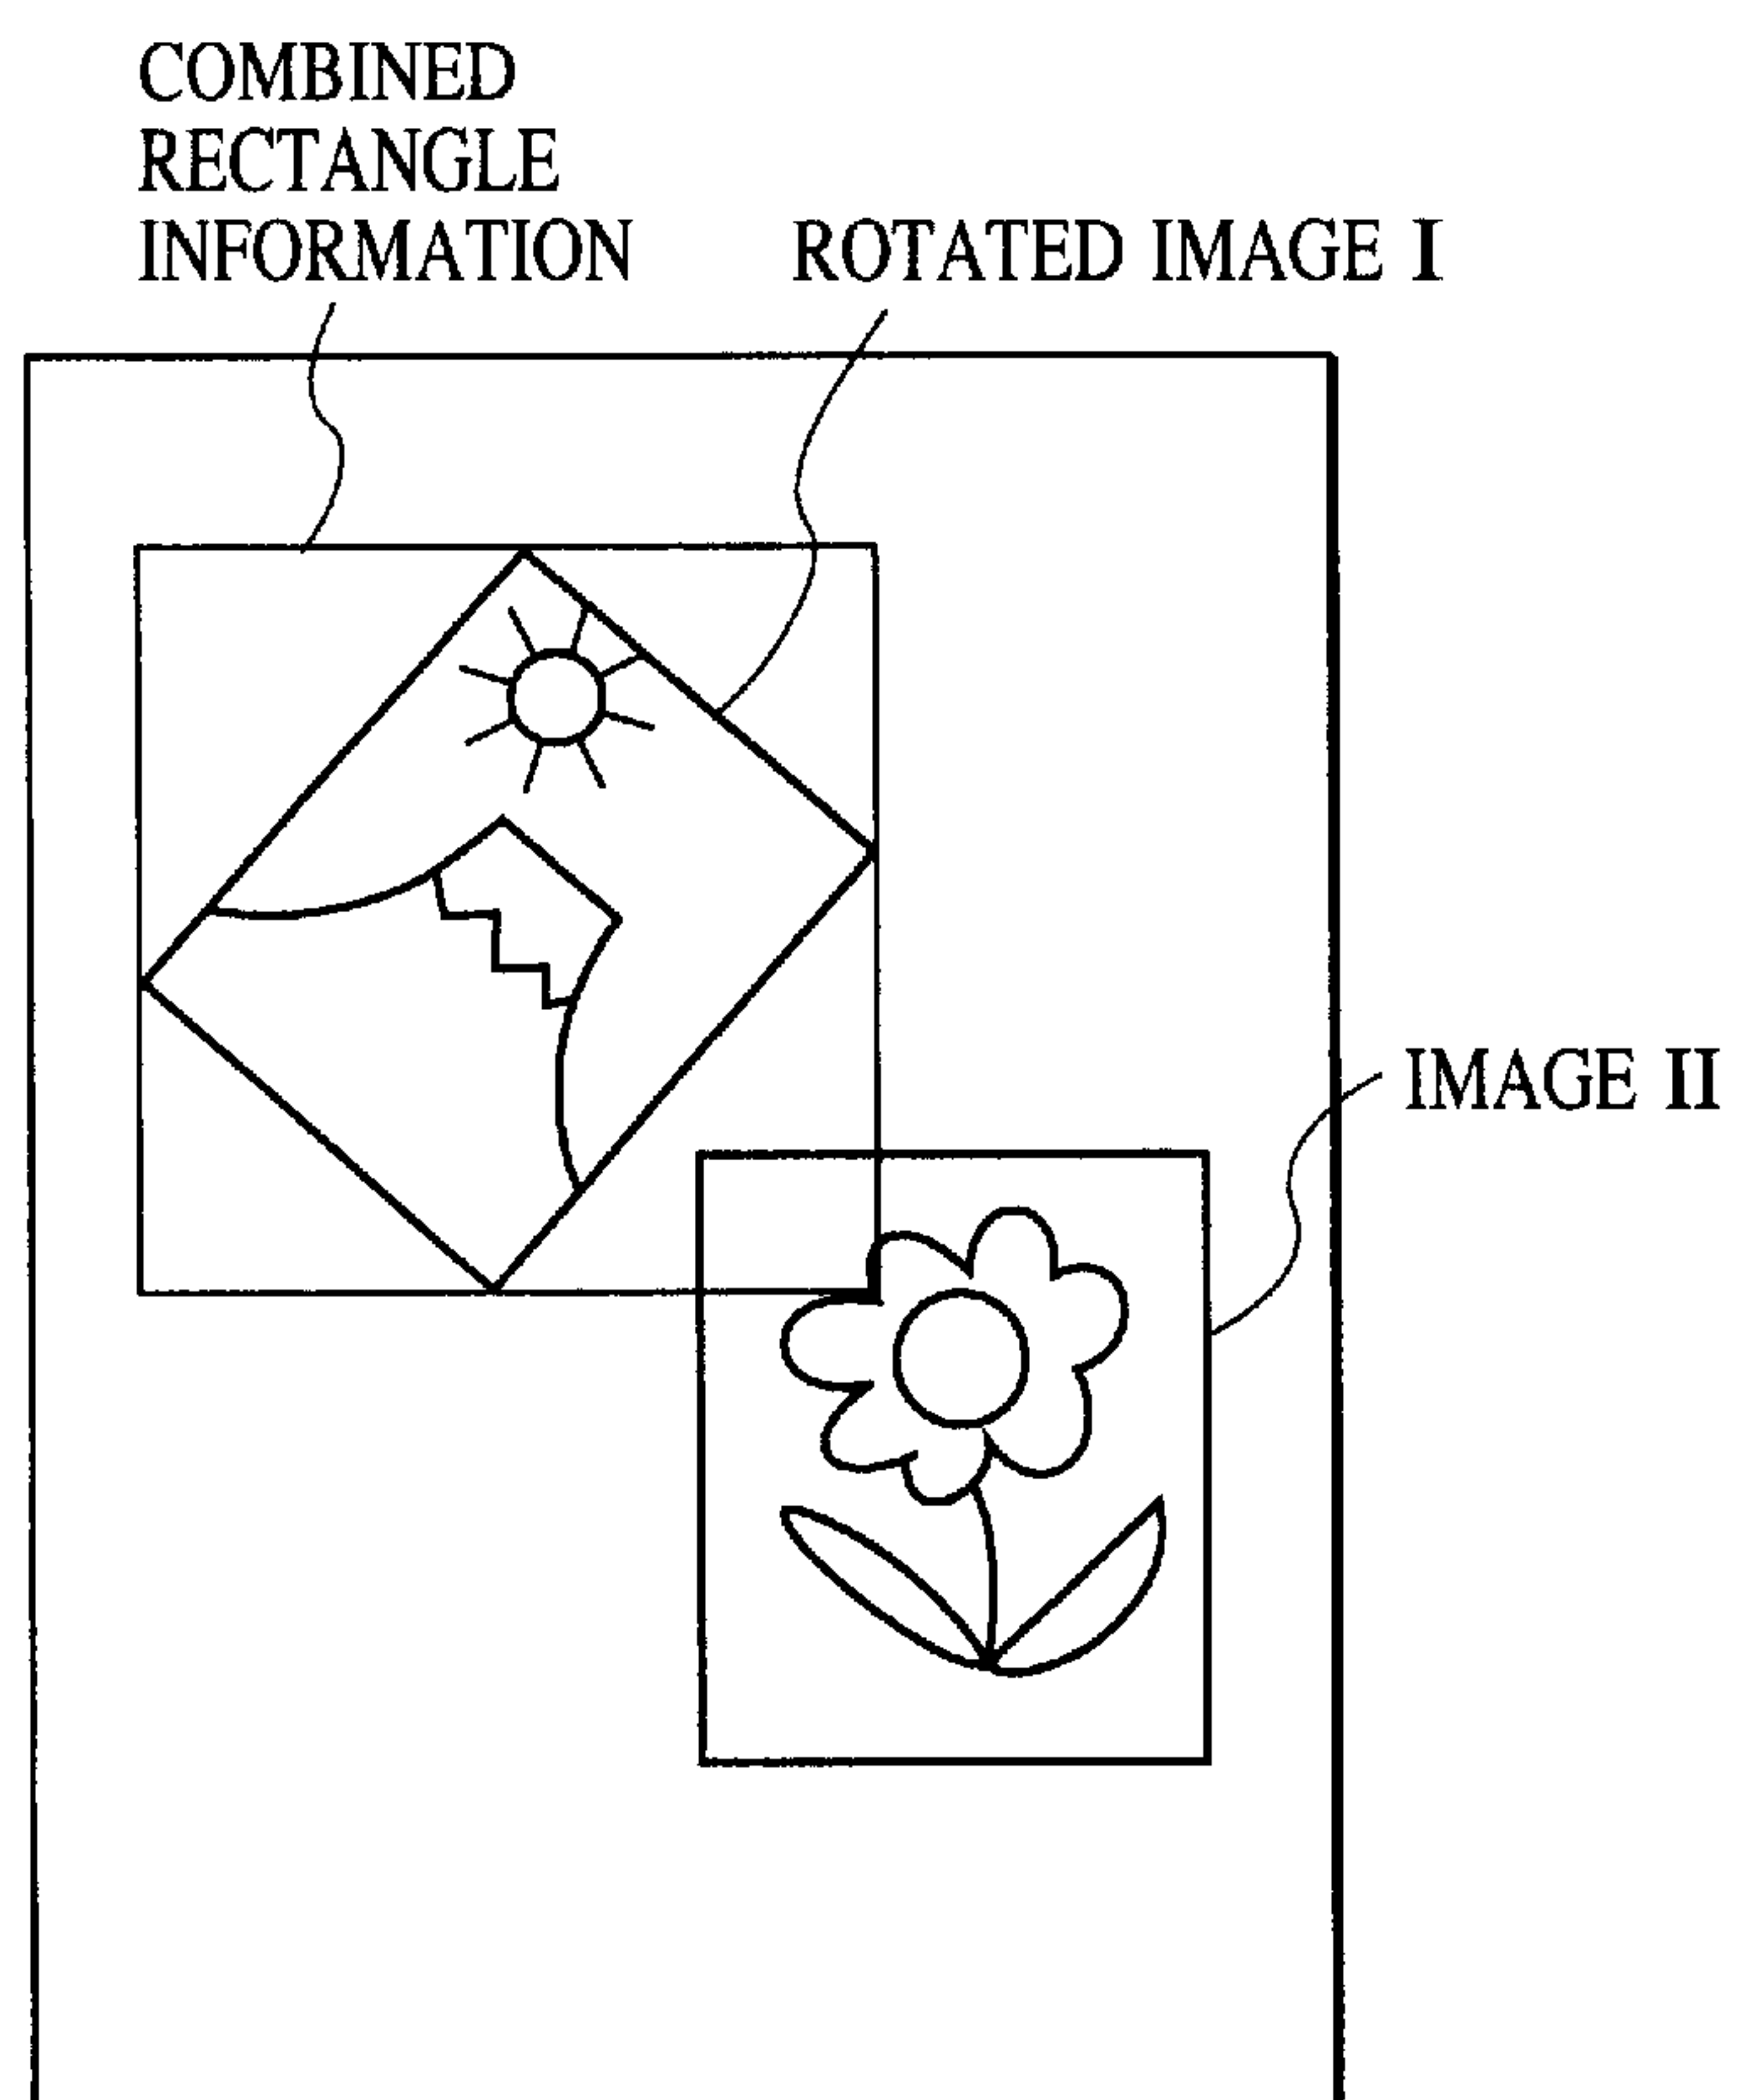 COMBINED
RECTANGLE
INFORMATION
ROTATED IMAGE I
IMAGE II